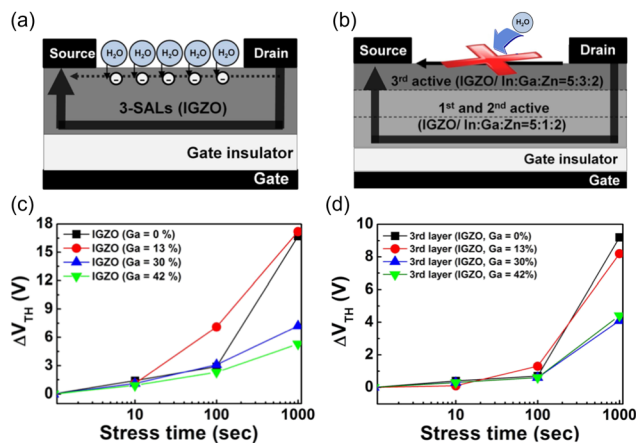 (a)
H₂O H₂O H₂O H₂O H₂O
Source Drain
3-SALs (IGZO)
Gate insulator
Gate
(b)
H₂O
Source Drain
3rd active (IGZO/ In:Ga:Zn=5:3:2)
1st and 2nd active
(IGZO/ In:Ga:Zn=5:1:2)
Gate insulator
Gate
(c)
18
15
12
9
6
3
0
ΔVTH (V)
IGZO (Ga = 0 %)
IGZO (Ga = 13 %)
IGZO (Ga = 30 %)
IGZO (Ga = 42 %)
10 100 1000
Stress time (sec)
(d)
10
8
6
4
2
0
ΔVTH (V)
3rd layer (IGZO, Ga = 0%)
3rd layer (IGZO, Ga = 13%)
3rd layer (IGZO, Ga = 30%)
3rd layer (IGZO, Ga = 42%)
10 100 1000
Stress time (sec)